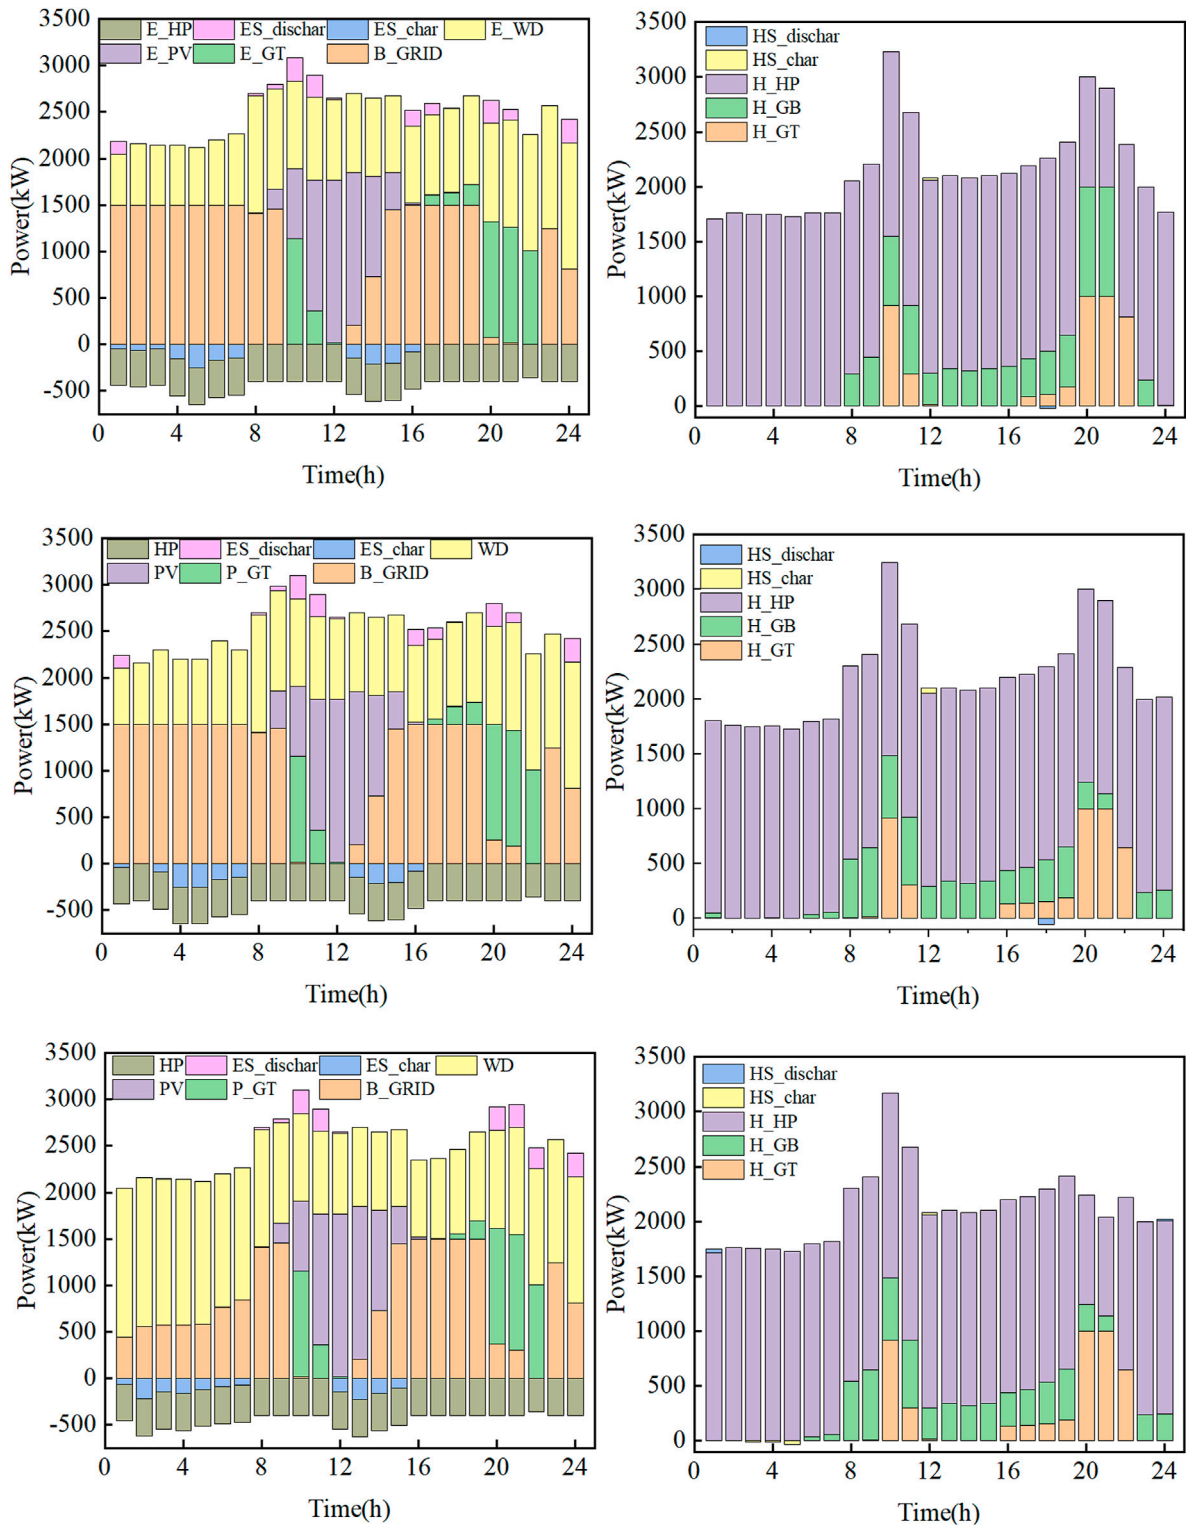 3500
3000
2500
2000
1500
1000
500
0
-500
Power(kW)
E_HP ES_dischar ES_char E_WD
E_PV E_GT B_GRID
0 4 8 12 16 20 24
Time(h)
3500
3000
2500
2000
1500
1000
500
0
Power(kW)
HS_dischar
HS_char
H_HP
H_GB
H_GT
0 4 8 12 16 20 24
Time(h)
3500
3000
2500
2000
1500
1000
500
0
-500
Power(kW)
HP ES_dischar ES_char WD
PV P_GT B_GRID
0 4 8 12 16 20 24
Time(h)
3500
3000
2500
2000
1500
1000
500
0
Power(kW)
HS_dischar
HS_char
H_HP
H_GB
H_GT
0 4 8 12 16 20 24
Time(h)
3500
3000
2500
2000
1500
1000
500
0
-500
Power(kW)
HP ES_dischar ES_char WD
PV P_GT B_GRID
0 4 8 12 16 20 24
Time(h)
3500
3000
2500
2000
1500
1000
500
0
Power(kW)
HS_dischar
HS_char
H_HP
H_GB
H_GT
0 4 8 12 16 20 24
Time(h)